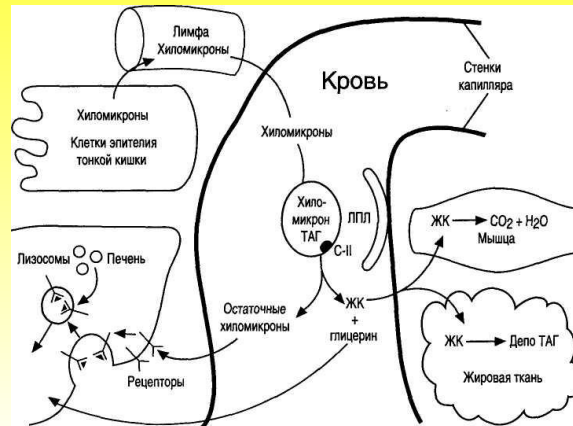 Лимфа
Хиломикроны
Кровь
Стенки
капилляра
Хиломикроны
Клетки эпителия
тонкой кишки
Хиломикроны
Хило-
микрон
ТАГ
ЛПЛ
C-II
ЖК → CO₂ + H₂O
Мышца
Лизосомы
Печень
Остаточные
хиломикроны
ЖК
+
глицерин
Рецепторы
ЖК → Депо ТАГ
Жировая ткань